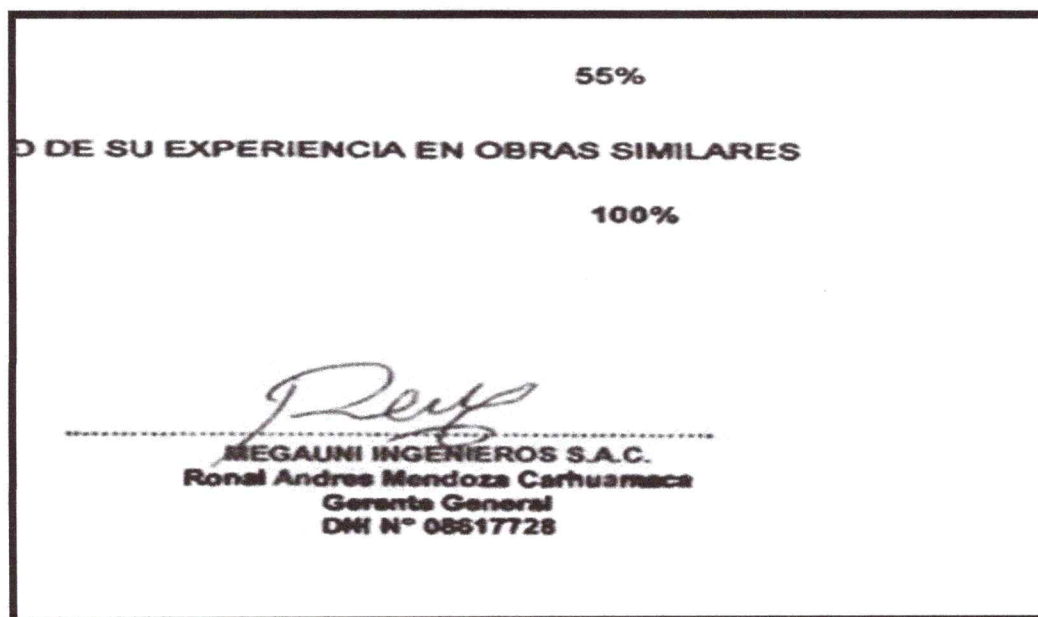 55%
O DE SU EXPERIENCIA EN OBRAS SIMILARES
100%
MEGAUNI INGENIEROS S.A.C.
Ronal Andres Mendoza Carhuamaca
Gerente General
DNI N° 08617728